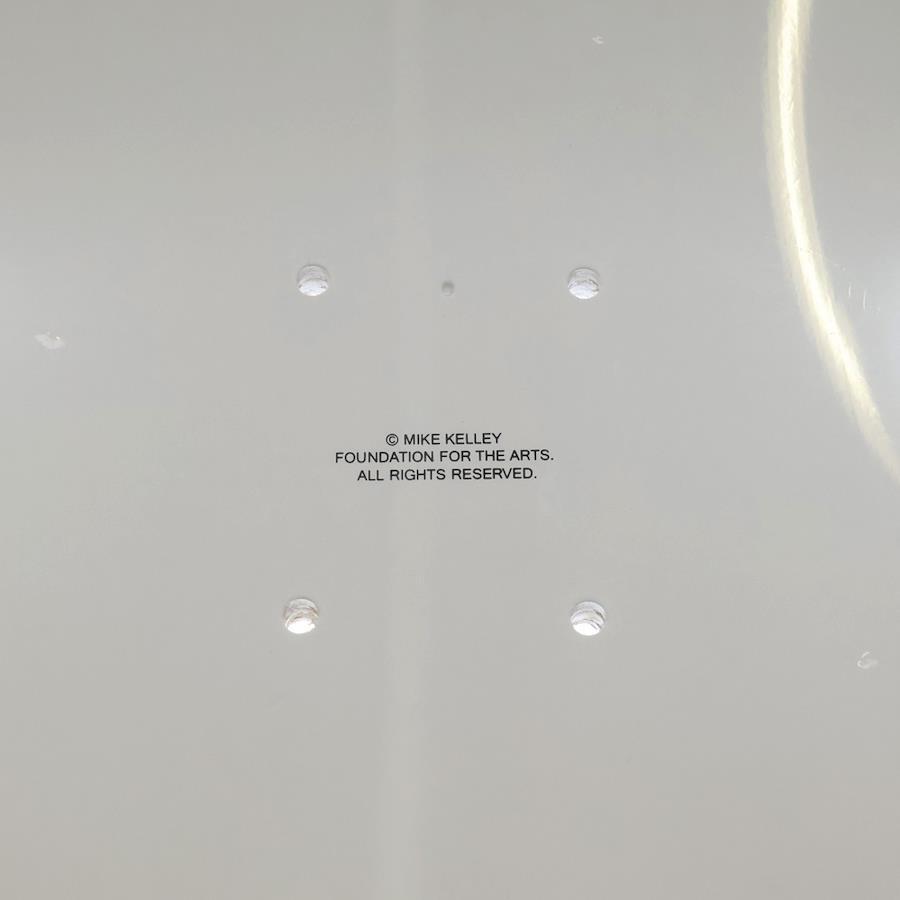 © MIKE KELLEY
FOUNDATION FOR THE ARTS.
ALL RIGHTS RESERVED.